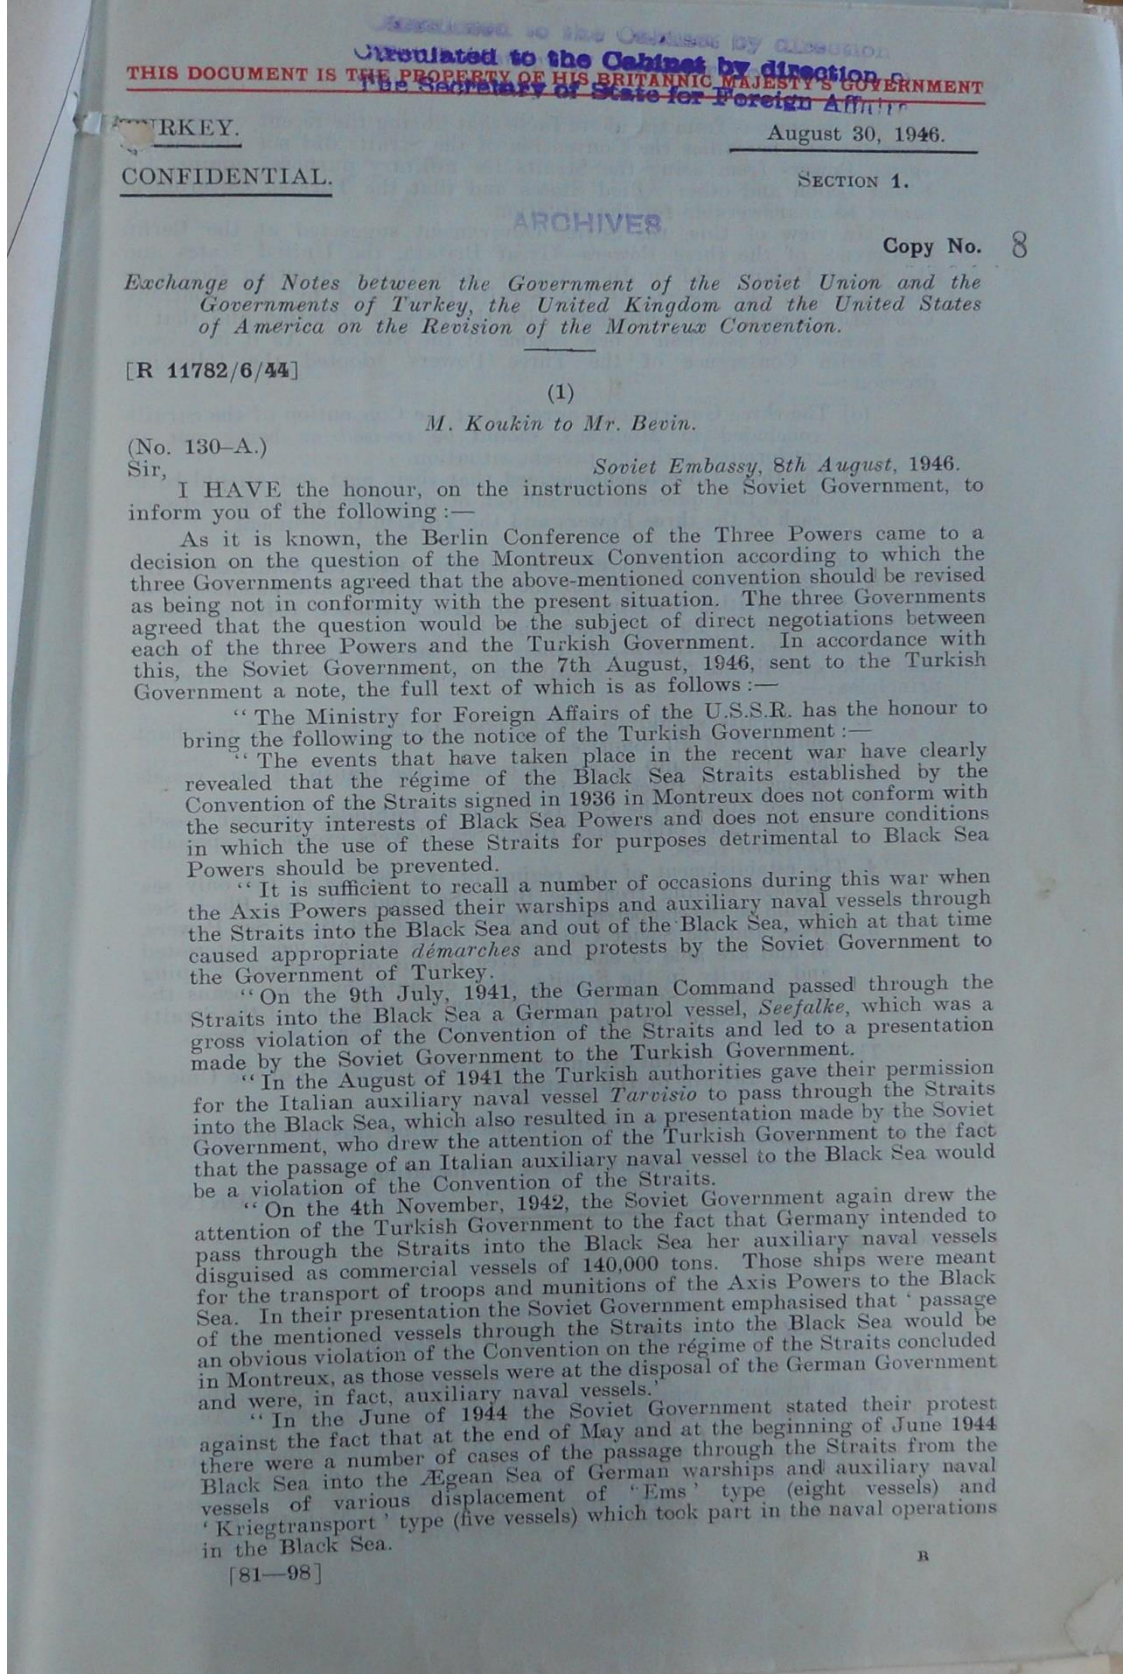 Circulated to the Cabinet by direction
Circulated to the Cabinet by direction
THIS DOCUMENT IS THE PROPERTY OF HIS BRITANNIC MAJESTY'S GOVERNMENT
The Secretary of State for Foreign Affairs
TURKEY.
August 30, 1946.
CONFIDENTIAL.
SECTION 1.
ARCHIVES
Copy No. 8
Exchange of Notes between the Government of the Soviet Union and the
Governments of Turkey, the United Kingdom and the United States
of America on the Revision of the Montreux Convention.
[R 11782/6/44]
(1)
M. Koukin to Mr. Bevin.
(No. 130–A.)
Sir, Soviet Embassy, 8th August, 1946.
I HAVE the honour, on the instructions of the Soviet Government, to
inform you of the following :—
As it is known, the Berlin Conference of the Three Powers came to a
decision on the question of the Montreux Convention according to which the
three Governments agreed that the above-mentioned convention should be revised
as being not in conformity with the present situation. The three Governments
agreed that the question would be the subject of direct negotiations between
each of the three Powers and the Turkish Government. In accordance with
this, the Soviet Government, on the 7th August, 1946, sent to the Turkish
Government a note, the full text of which is as follows :—
“ The Ministry for Foreign Affairs of the U.S.S.R. has the honour to
bring the following to the notice of the Turkish Government :—
“ The events that have taken place in the recent war have clearly
revealed that the régime of the Black Sea Straits established by the
Convention of the Straits signed in 1936 in Montreux does not conform with
the security interests of Black Sea Powers and does not ensure conditions
in which the use of these Straits for purposes detrimental to Black Sea
Powers should be prevented.
“ It is sufficient to recall a number of occasions during this war when
the Axis Powers passed their warships and auxiliary naval vessels through
the Straits into the Black Sea and out of the Black Sea, which at that time
caused appropriate démarches and protests by the Soviet Government to
the Government of Turkey.
“ On the 9th July, 1941, the German Command passed through the
Straits into the Black Sea a German patrol vessel, Seefalke, which was a
gross violation of the Convention of the Straits and led to a presentation
made by the Soviet Government to the Turkish Government.
“ In the August of 1941 the Turkish authorities gave their permission
for the Italian auxiliary naval vessel Tarvisio to pass through the Straits
into the Black Sea, which also resulted in a presentation made by the Soviet
Government, who drew the attention of the Turkish Government to the fact
that the passage of an Italian auxiliary naval vessel to the Black Sea would
be a violation of the Convention of the Straits.
“ On the 4th November, 1942, the Soviet Government again drew the
attention of the Turkish Government to the fact that Germany intended to
pass through the Straits into the Black Sea her auxiliary naval vessels
disguised as commercial vessels of 140,000 tons. Those ships were meant
for the transport of troops and munitions of the Axis Powers to the Black
Sea. In their presentation the Soviet Government emphasised that ‘ passage
of the mentioned vessels through the Straits into the Black Sea would be
an obvious violation of the Convention on the régime of the Straits concluded
in Montreux, as those vessels were at the disposal of the German Government
and were, in fact, auxiliary naval vessels.’
“ In the June of 1944 the Soviet Government stated their protest
against the fact that at the end of May and at the beginning of June 1944
there were a number of cases of the passage through the Straits from the
Black Sea into the Ægean Sea of German warships and auxiliary naval
vessels of various displacement of ‘ Ems ’ type (eight vessels) and
‘ Kriegtransport ’ type (five vessels) which took part in the naval operations
in the Black Sea.
[81—98]
B